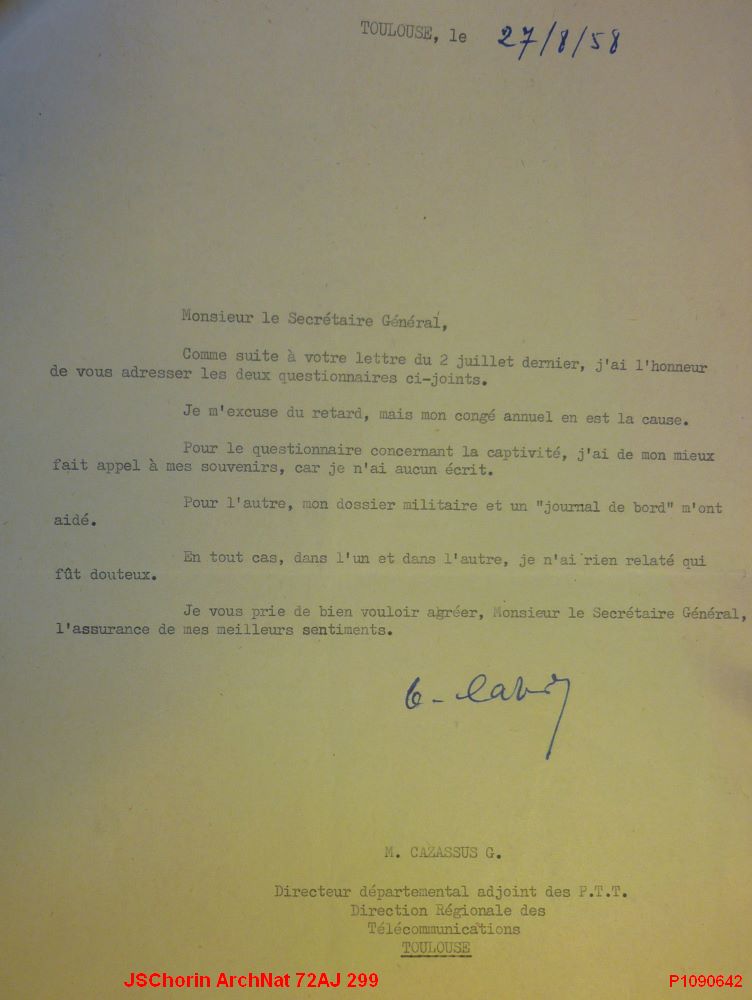 TOULOUSE, le 27/8/58
Monsieur le Secrétaire Général,
Comme suite à votre lettre du 2 juillet dernier, j'ai l'honneur
de vous adresser les deux questionnaires ci-joints.
Je m'excuse du retard, mais mon congé annuel en est la cause.
Pour le questionnaire concernant la captivité, j'ai de mon mieux
fait appel à mes souvenirs, car je n'ai aucun écrit.
Pour l'autre, mon dossier militaire et un "journal de bord" m'ont
aidé.
En tout cas, dans l'un et dans l'autre, je n'ai rien relaté qui
fût douteux.
Je vous prie de bien vouloir agréer, Monsieur le Secrétaire Général,
l'assurance de mes meilleurs sentiments.
M. CAZASSUS G.
Directeur départemental adjoint des P.T.T.
Direction Régionale des
Télécommunications
TOULOUSE
JSChorin ArchNat 72AJ 299
P1090642